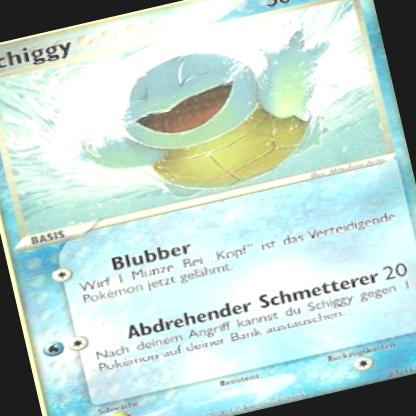 chiggy
BASIS
Blubber
Wirf 1 Münze. Bei „Kopf" ist das Verteidigende
Pokémon jetzt gelähmt.
Abdrehender Schmetterer 20
Nach deinem Angriff kannst du Schiggy gegen 1
Pokémon auf deiner Bank austauschen.
Schwäche Resistenz Rückzugskosten